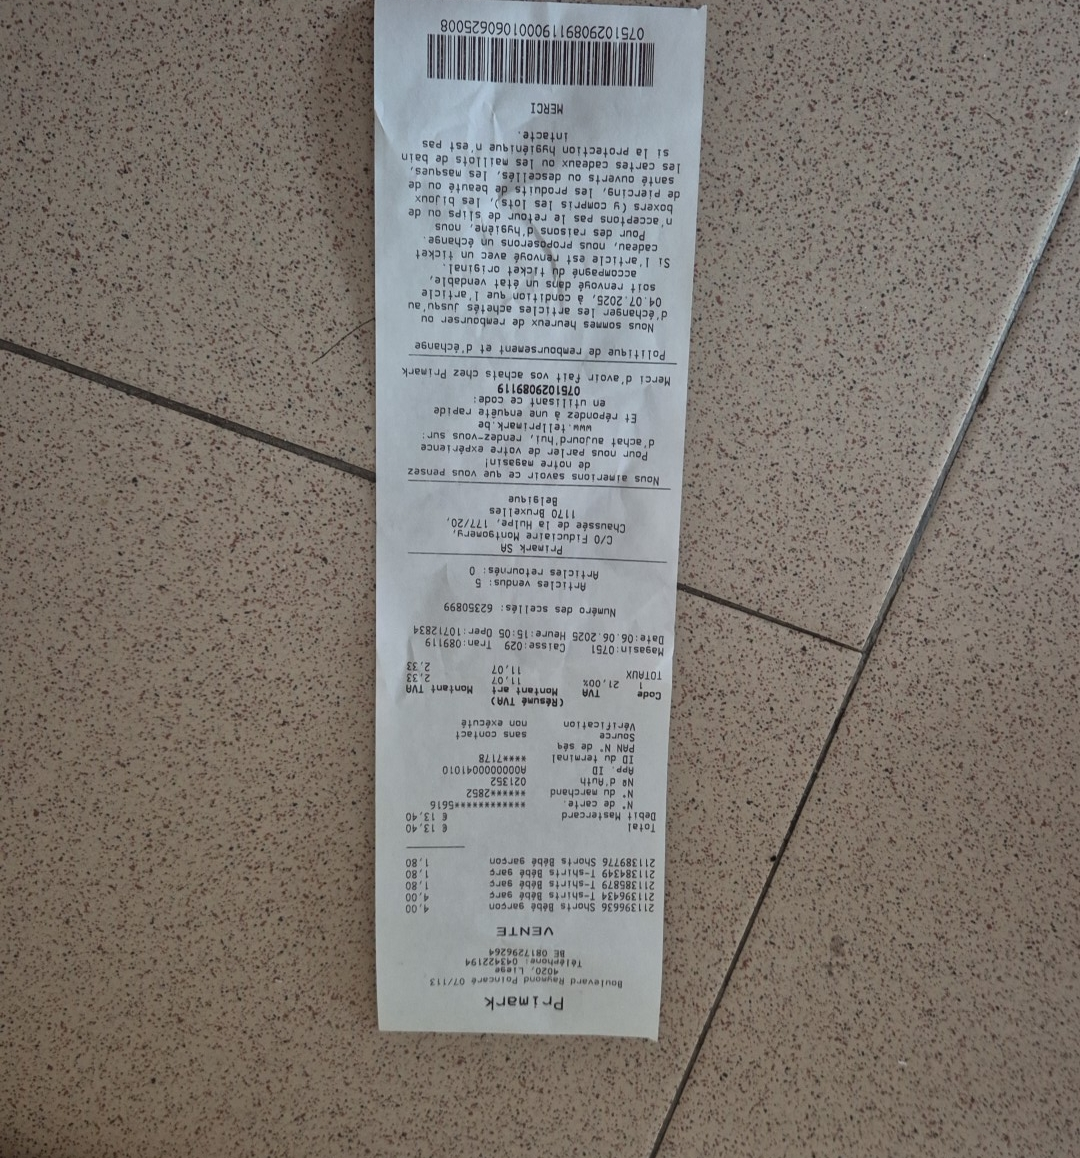 Primark
Boulevard Raymond Poincaré 07/113
4020, Liege
Téléphone: 043422194
BE 0817296264
VENTE
211396636 Shorts Bébé garçon 4,00
211396434 T-shirts Bébé garç 4,00
211385879 T-shirts Bébé garç 1,80
211384349 T-shirts Bébé garç 1,80
211389776 Shorts Bébé garçon 1,80
Total € 13,40
Debit Mastercard € 13,40
N° de carte. ************5616
N° du marchand ******2852
Nº d'Auth 021352
App. ID A0000000041010
ID du terminal ****7178
PAN N° de séq
Source sans contact
Vérification non exécuté
(Résumé TVA)
Code TVA Montant art Montant TVA
1 21,00% 11,07 2,33
TOTAUX 11,07 2,33
Magasin:0751 Caisse:029 Tran:089119
Date:06.06.2025 Heure:15:05 Oper:10712834
Numéro des scellés: 62350899
Articles vendus: 5
Articles retournés: 0
Primark SA
C/O Fiduciaire Montgomery,
Chaussée de la Hulpe, 177/20,
1170 Bruxelles
Belgique
Nous aimerions savoir ce que vous pensez
de notre magasin!
Pour nous parler de votre expérience
d'achat aujourd'hui, rendez-vous sur:
www.tellprimark.be
Et répondez à une enquête rapide
en utilisant ce code:
0751029089119
Merci d'avoir fait vos achats chez Primark
Politique de remboursement et d'échange
Nous sommes heureux de rembourser ou
d'échanger les articles achetés jusqu'au
04.07.2025, à condition que l'article
soit renvoyé dans un état vendable,
accompagné du ticket original.
Si l'article est renvoyé avec un ticket
cadeau, nous proposerons un échange.
Pour des raisons d'hygiène, nous
n'acceptons pas le retour de slips ou de
boxers (y compris les lots), les bijoux
de piercing, les produits de beauté ou de
santé ouverts ou descellés, les masques,
les cartes cadeaux ou les maillots de bain
si la protection hygiénique n'est pas
intacte.
MERCI
0751029089119000106062​5008